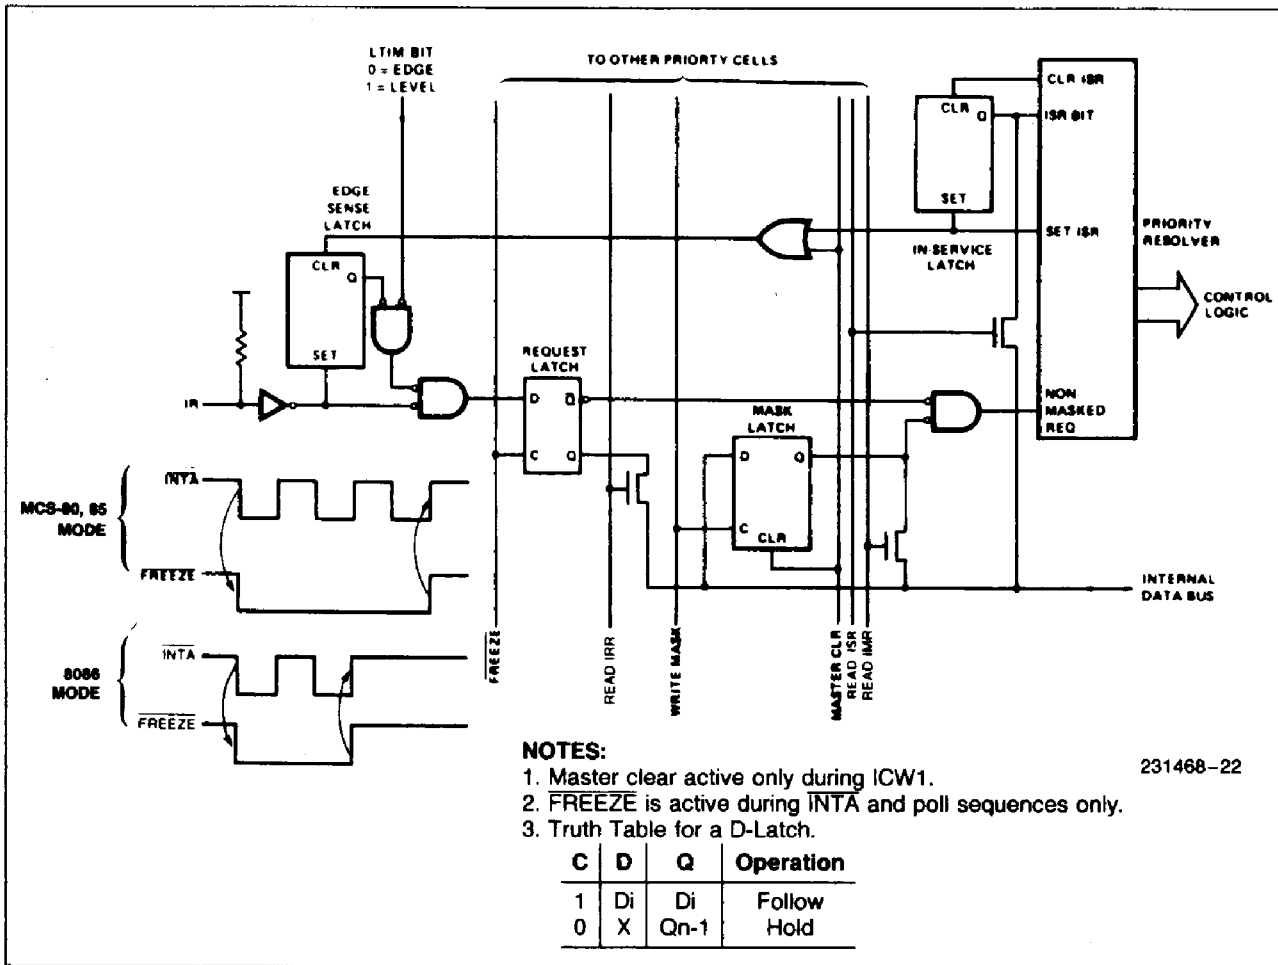 LTIM BIT
0 = EDGE
1 = LEVEL
TO OTHER PRIORTY CELLS
CLR ISR
CLR
Q
ISR BIT
SET
EDGE
SENSE
LATCH
SET ISR
PRIORITY
RESOLVER
IN-SERVICE
LATCH
CLR
Q
CONTROL
LOGIC
SET
REQUEST
LATCH
IR
D
Q
NON
MASKED
REQ
MASK
LATCH
C
Q
D
Q
C
CLR
INTA
MCS-80, 85
MODE
FREEZE
INTERNAL
DATA BUS
INTA
8086
MODE
FREEZE
FREEZE
READ IRR
WRITE MASK
MASTER CLR
READ ISR
READ IMR
NOTES:
231468-22
1. Master clear active only during ICW1.
2. FREEZE is active during INTA and poll sequences only.
3. Truth Table for a D-Latch.
C D Q Operation
1 Di Di Follow
0 X Qn-1 Hold